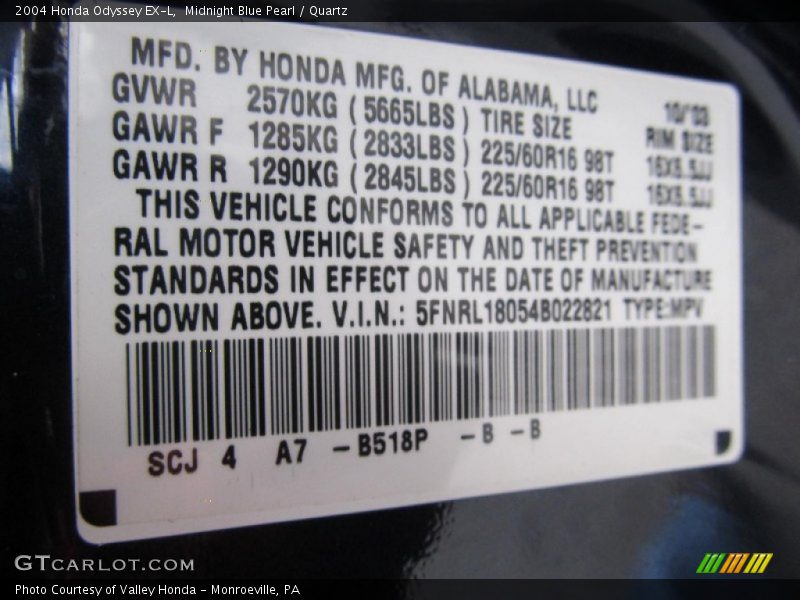 2004 Honda Odyssey EX-L, Midnight Blue Pearl / Quartz
MFD. BY HONDA MFG. OF ALABAMA, LLC 10/03
GVWR 2570KG ( 5665LBS ) TIRE SIZE RIM SIZE
GAWR F 1285KG ( 2833LBS ) 225/60R16 98T 16X6.5JJ
GAWR R 1290KG ( 2845LBS ) 225/60R16 98T 16X6.5JJ
THIS VEHICLE CONFORMS TO ALL APPLICABLE FEDE-
RAL MOTOR VEHICLE SAFETY AND THEFT PREVENTION
STANDARDS IN EFFECT ON THE DATE OF MANUFACTURE
SHOWN ABOVE. V.I.N.: 5FNRL18054B022821 TYPE:MPV
SCJ 4 A7 -B518P -B -B
GTCARLOT.COM
Photo Courtesy of Valley Honda - Monroeville, PA